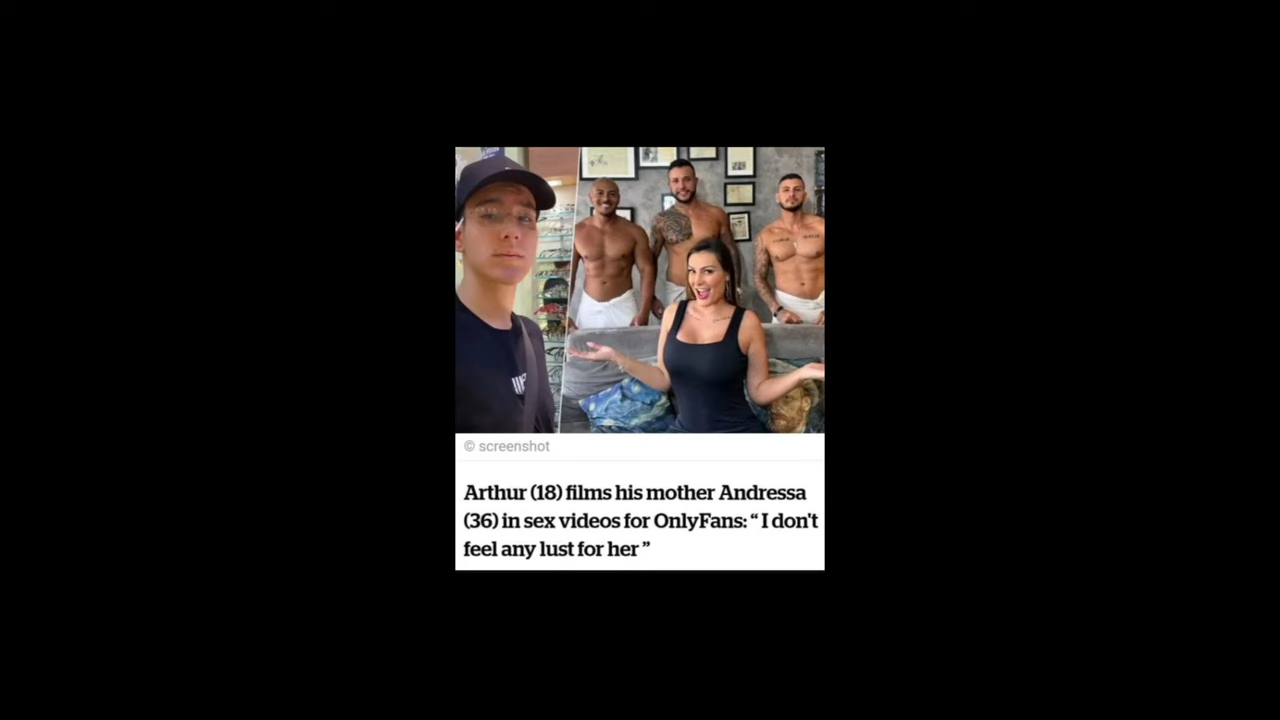 © screenshot
Arthur (18) films his mother Andressa
(36) in sex videos for OnlyFans: “ I don't
feel any lust for her ”